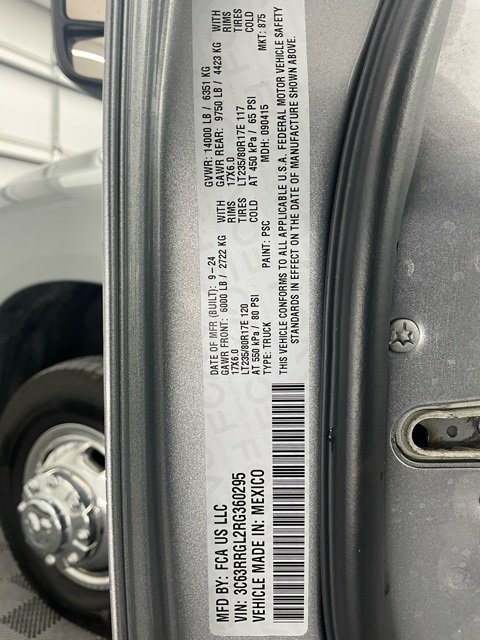 MFD BY: FCA US LLC
VIN: 3C63RRGL2RG360295
VEHICLE MADE IN: MEXICO
DATE OF MFR (BUILT): 9-24 GVWR: 14000 LB / 6351 KG
GAWR FRONT: 6000 LB / 2722 KG WITH GAWR REAR: 9750 LB / 4423 KG WITH
17X6.0 RIMS 17X6.0 RIMS
LT235/80R17E 120 TIRES LT235/80R17E 117 TIRES
AT 550 kPa / 80 PSI COLD AT 450 kPa / 65 PSI COLD
TYPE: TRUCK PAINT: PSC MDH: 090415 MKT: 875
THIS VEHICLE CONFORMS TO ALL APPLICABLE U.S.A. FEDERAL MOTOR VEHICLE SAFETY
STANDARDS IN EFFECT ON THE DATE OF MANUFACTURE SHOWN ABOVE.